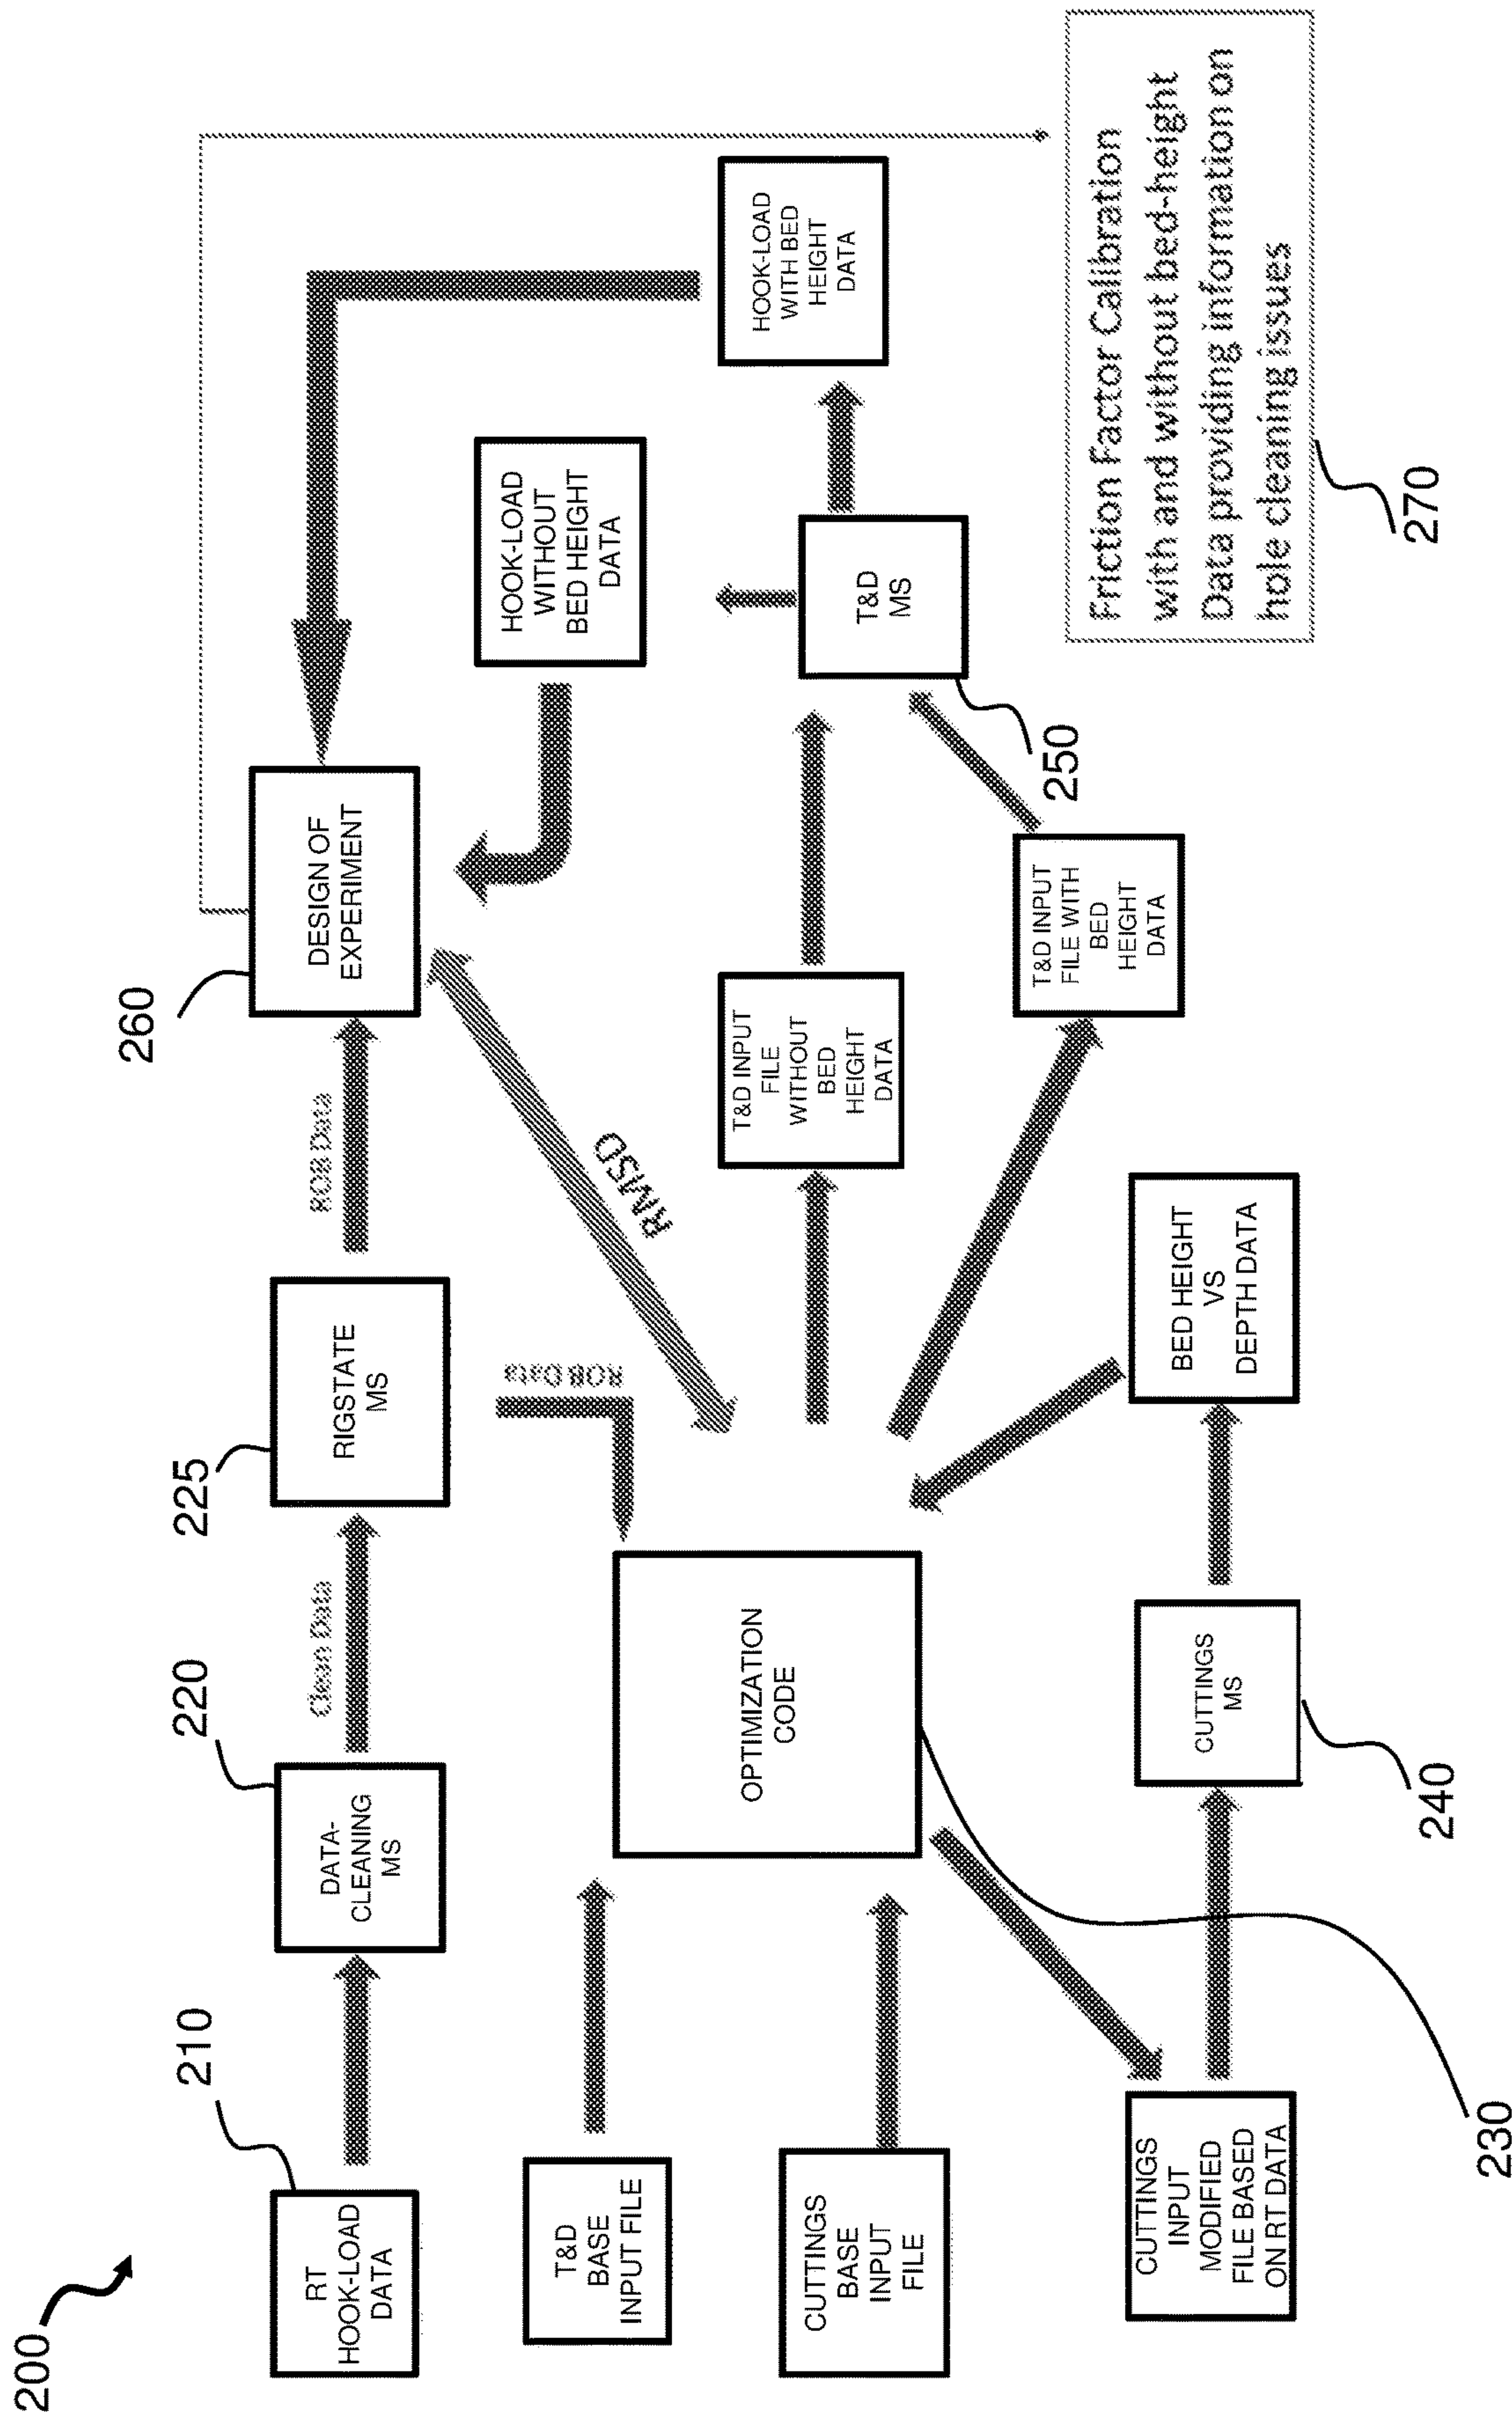 200
210
RT
HOOK-LOAD
DATA
220
DATA-
CLEANING
MS
Clean Data
225
RIGSTATE
MS
ROB Data
260
DESIGN OF
EXPERIMENT
ROB Data
RMSD
HOOK-LOAD
WITHOUT
BED HEIGHT
DATA
T&D
BASE
INPUT FILE
OPTIMIZATION
CODE
T&D INPUT
FILE
WITHOUT
BED
HEIGHT
DATA
T&D
MS
250
HOOK-LOAD
WITH BED
HEIGHT
DATA
CUTTINGS
BASE
INPUT
FILE
T&D INPUT
FILE WITH
BED
HEIGHT
DATA
CUTTINGS
INPUT
MODIFIED
FILE BASED
ON RT DATA
230
CUTTINGS
MS
240
BED HEIGHT
VS
DEPTH DATA
Friction Factor Calibration
with and without bed-height
Data providing information on
hole cleaning issues
270